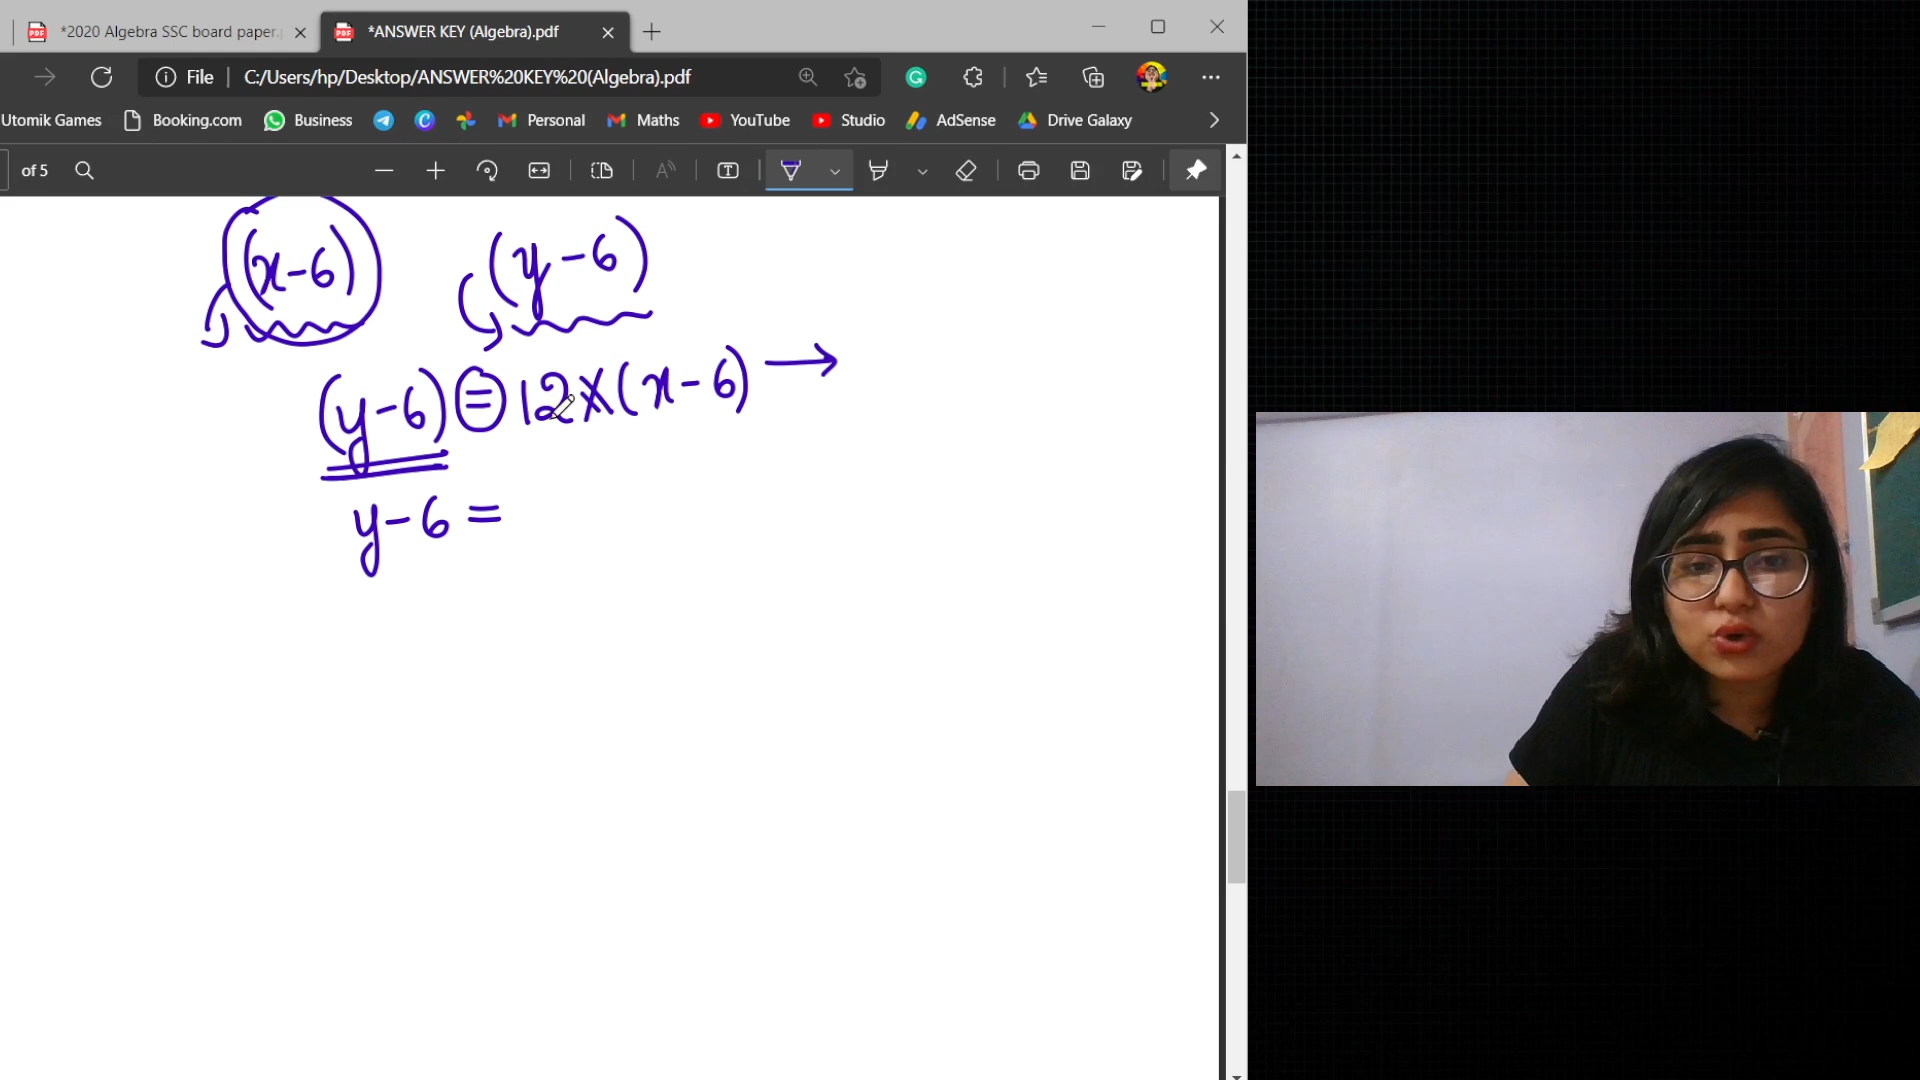 *2020 Algebra SSC board paper.p
*ANSWER KEY (Algebra).pdf
File C:/Users/hp/Desktop/ANSWER%20KEY%20(Algebra).pdf
Utomik Games Booking.com Business Personal Maths YouTube Studio AdSense Drive Galaxy
of 5
(x-6) (y-6)
(y-6) = 12 x (x-6) →
y-6 =